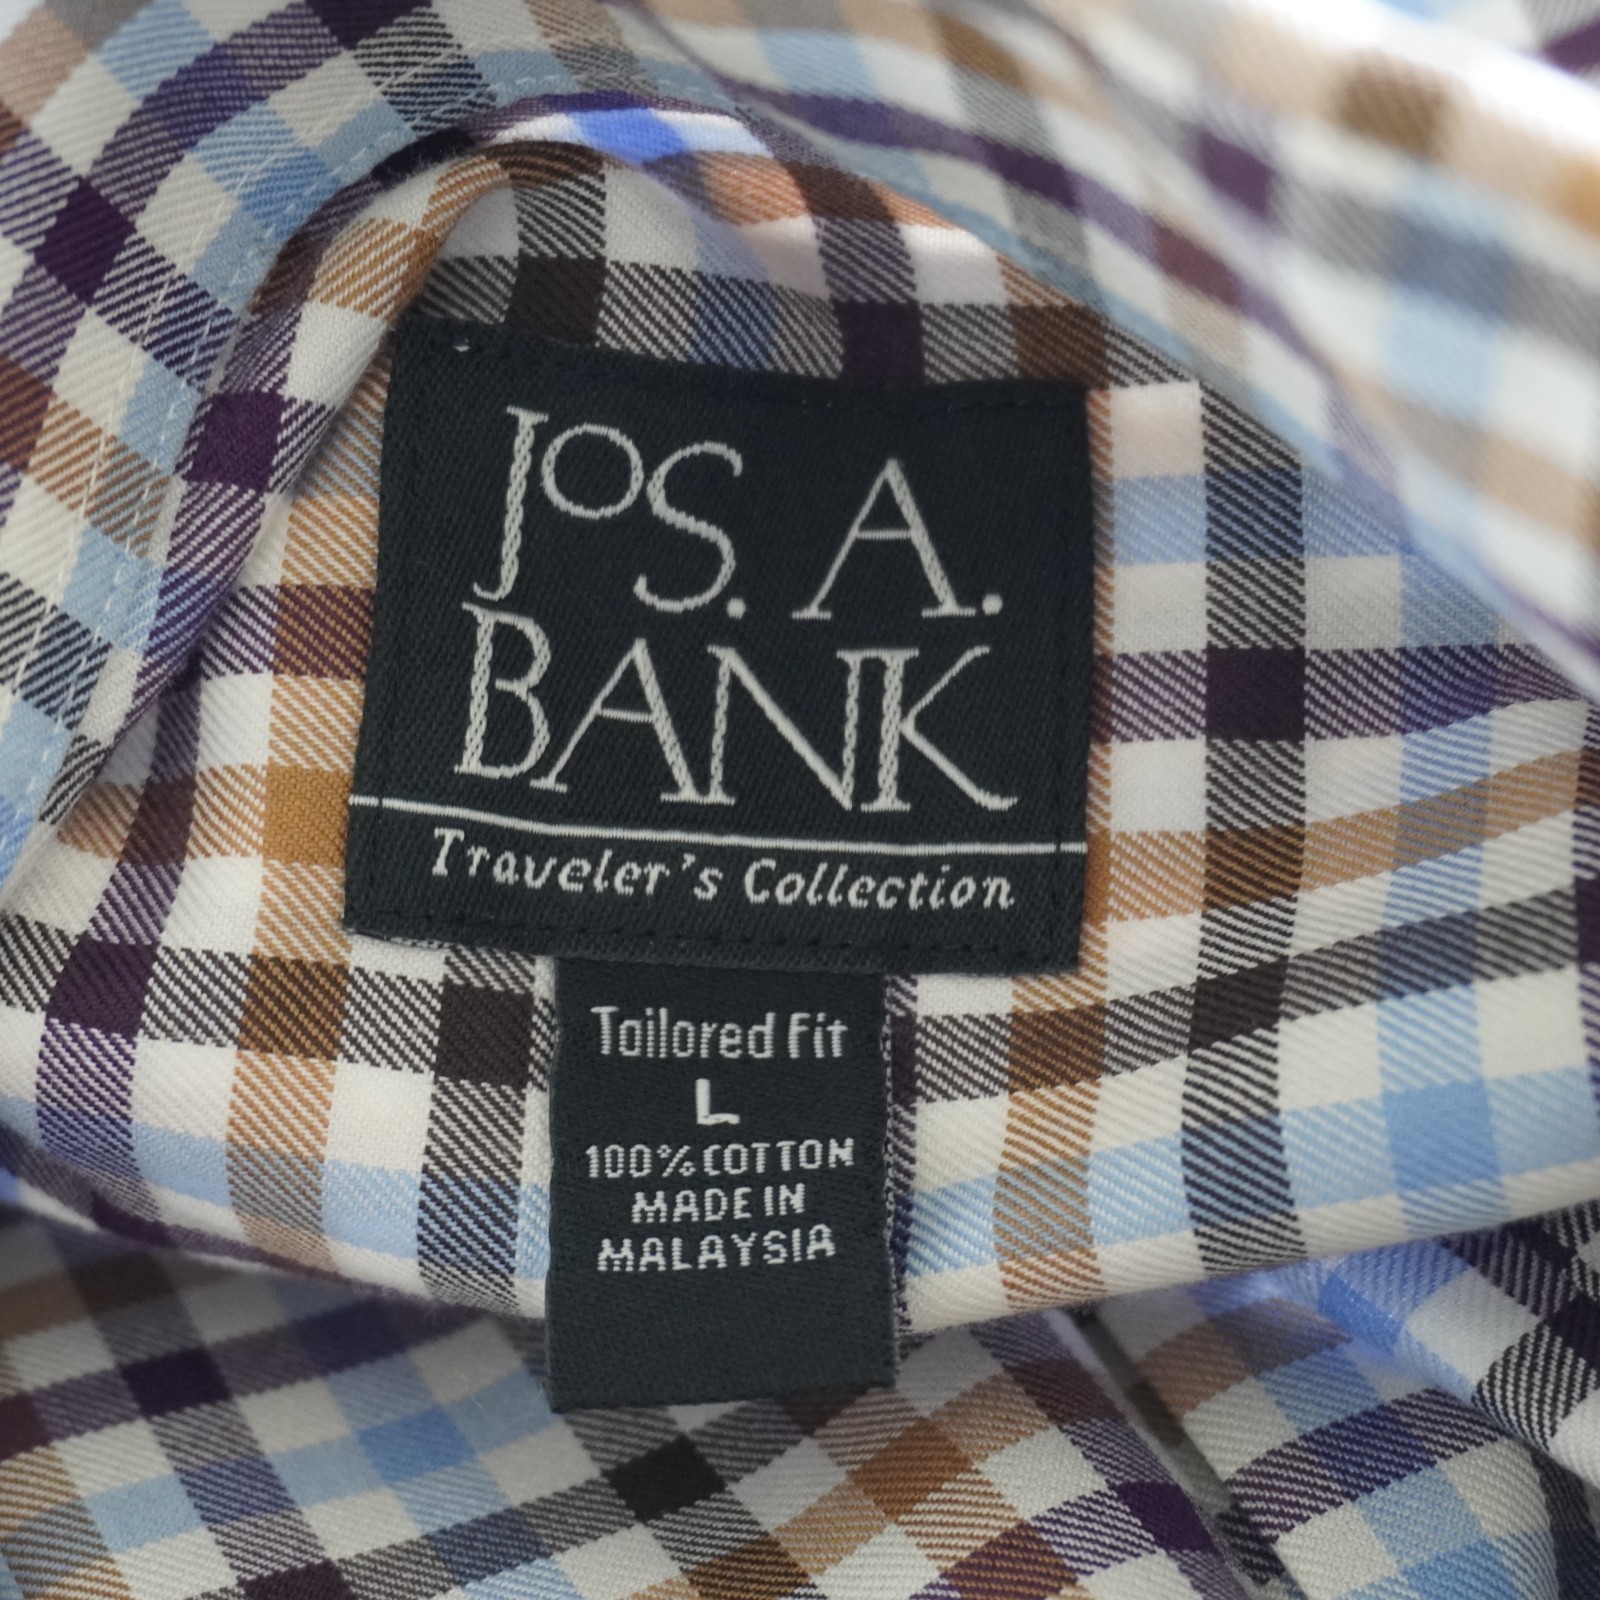 JOS. A.
BANK
Traveler's Collection
Tailored Fit
L
100% COTTON
MADE IN
MALAYSIA